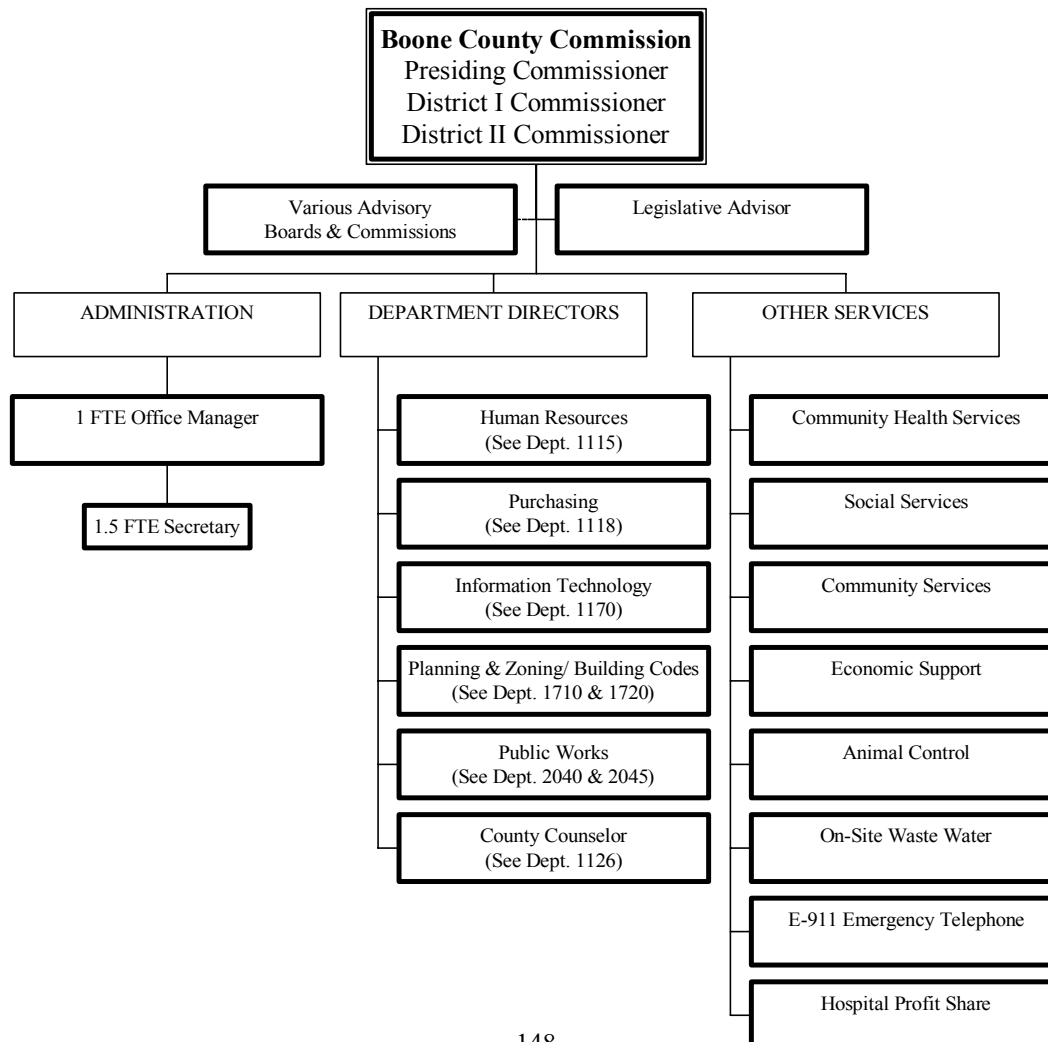 Boone County Commission
Presiding Commissioner
District I Commissioner
District II Commissioner
Various Advisory
Boards & Commissions
Legislative Advisor
ADMINISTRATION
DEPARTMENT DIRECTORS
OTHER SERVICES
1 FTE Office Manager
1.5 FTE Secretary
Human Resources
(See Dept. 1115)
Purchasing
(See Dept. 1118)
Information Technology
(See Dept. 1170)
Planning & Zoning/ Building Codes
(See Dept. 1710 & 1720)
Public Works
(See Dept. 2040 & 2045)
County Counselor
(See Dept. 1126)
Community Health Services
Social Services
Community Services
Economic Support
Animal Control
On-Site Waste Water
E-911 Emergency Telephone
Hospital Profit Share
148